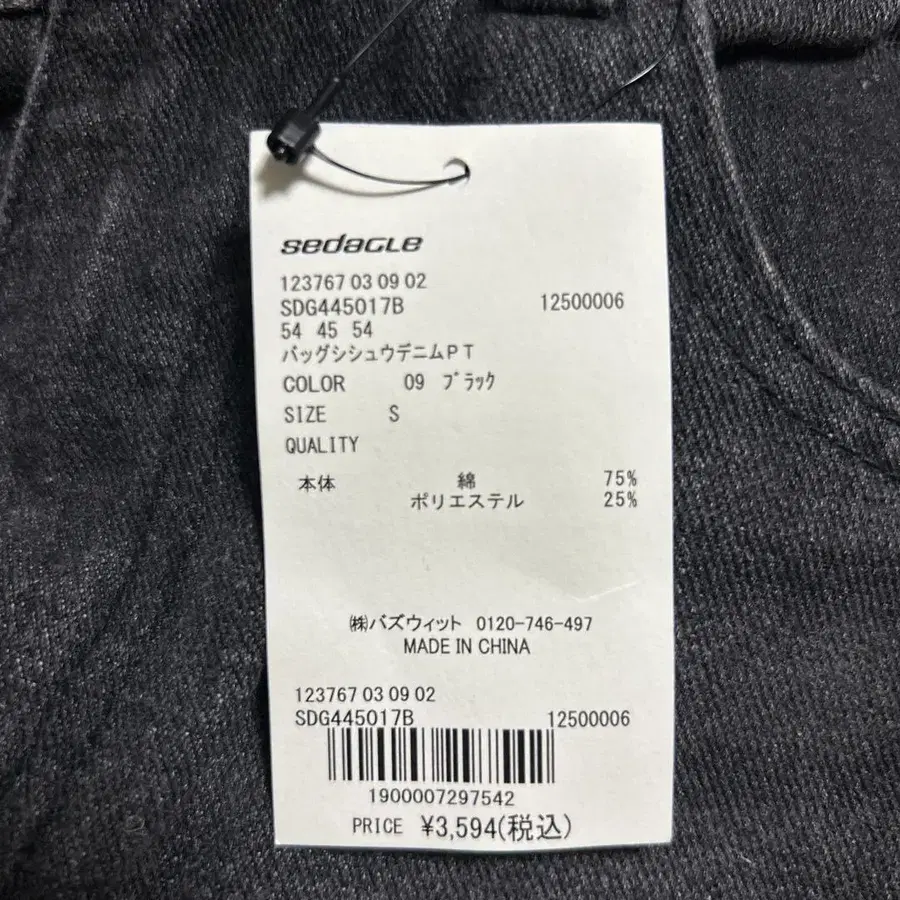 sedagle
123767 03 09 02
SDG445017B 12500006
54 45 54
バッグシシュウデニムPT
COLOR 09 ブラック
SIZE S
QUALITY
本体 綿 75%
ポリエステル 25%
㈱バズウィット 0120-746-497
MADE IN CHINA
123767 03 09 02
SDG445017B 12500006
1900007297542
PRICE ¥3,594(税込)